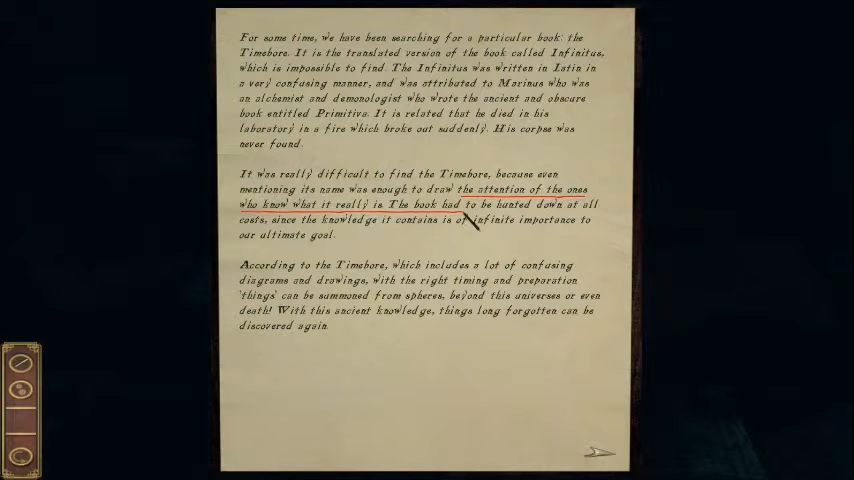 For some time, we have been searching for a particular book: the
Timebore. It is the translated version of the book called Infinitus,
which is impossible to find. The Infinitus was written in Latin in
a very confusing manner, and was attributed to Marinus who was
an alchemist and demonologist who wrote the ancient and obscure
book entitled Primitiva. It is related that he died in his
laboratory in a fire which broke out suddenly. His corpse was
never found.
It was really difficult to find the Timebore, because even
mentioning its name was enough to draw the attention of the ones
who know what it really is. The book had to be hunted down at all
costs, since the knowledge it contains is of infinite importance to
our ultimate goal.
According to the Timebore, which includes a lot of confusing
diagrams and drawings, with the right timing and preparation
'things' can be summoned from spheres, beyond this universes or even
death! With this ancient knowledge, things long forgotten can be
discovered again.